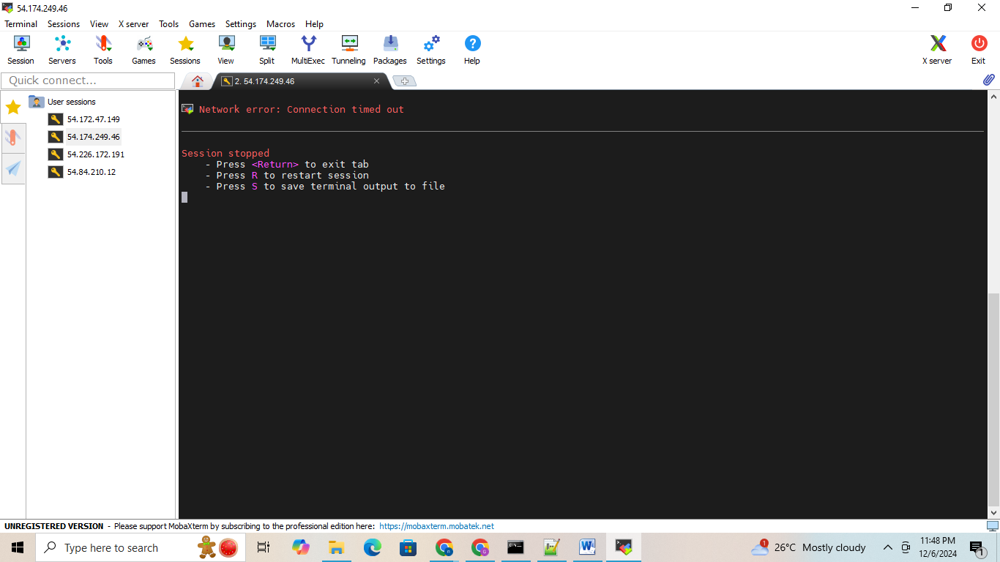 54.174.249.46
Terminal Sessions View X server Tools Games Settings Macros Help
Session Servers Tools Games Sessions View Split MultiExec Tunneling Packages Settings Help X server Exit
Quick connect...
2. 54.174.249.46
User sessions
54.172.47.149
54.174.249.46
54.226.172.191
54.84.210.12
Network error: Connection timed out
Session stopped
- Press <Return> to exit tab
- Press R to restart session
- Press S to save terminal output to file
UNREGISTERED VERSION - Please support MobaXterm by subscribing to the professional edition here: https://mobaxterm.mobatek.net
Type here to search
1
26°C Mostly cloudy
11:48 PM
12/6/2024
1